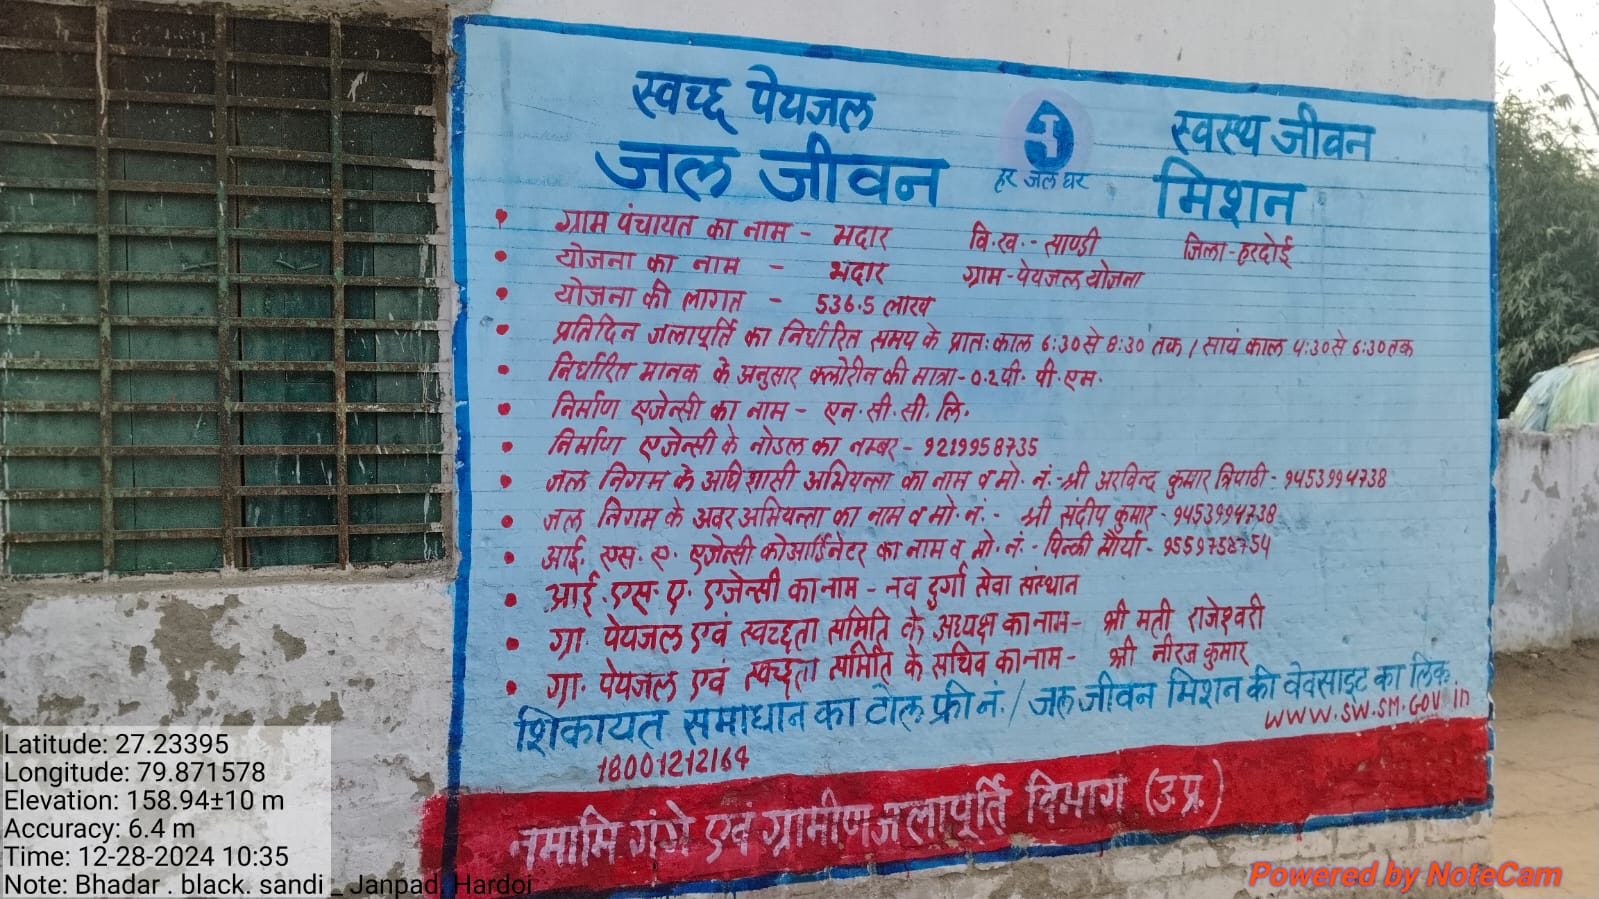 स्वच्छ पेयजल
स्वस्थ जीवन
जल जीवन
मिशन
हर जल घर
ग्राम पंचायत का नाम - भदार वि.ख.- साण्डी जिला-हरदोई
योजना का नाम - भदार ग्राम-पेयजल योजना
योजना की लागत - 536.5 लाख
प्रतिदिन जलापूर्ति का निर्धारित समय के प्रातःकाल 6:30 से 8:30 तक / सायं काल 4:30 से 6:30 तक
निर्धारित मानक के अनुसार क्लोरीन की मात्रा - 0.2 पी. पी. एम.
निर्माण एजेन्सी का नाम - एन. सी. सी. लि.
निर्माण एजेन्सी के नोडल का नम्बर - 9219958735
जल निगम के अधिशासी अभियन्ता का नाम व मो. नं.- श्री अरविन्द कुमार त्रिपाठी - 9453994738
जल निगम के अवर अभियन्ता का नाम व मो. नं. - श्री संदीप कुमार - 9453994738
आई. एस. ए. एजेन्सी कोआर्डिनेटर का नाम व मो. नं. - पिन्की मौर्या - 9559758754
आई. एस. ए. एजेन्सी का नाम - नव दुर्गा सेवा संस्थान
ग्रा. पेयजल एवं स्वच्छता समिति के अध्यक्ष का नाम - श्री मती राजेश्वरी
ग्रा. पेयजल एवं स्वच्छता समिति के सचिव का नाम - श्री नीरज कुमार
शिकायत समाधान का टोल फ्री नं. / जल जीवन मिशन की वेवसाइट का लिंक.
18001212164 WWW.SW.SM.GOV IN
नमामि गंगे एवं ग्रामीण जलापूर्ति विभाग (उ.प्र.)
Latitude: 27.23395
Longitude: 79.871578
Elevation: 158.94±10 m
Accuracy: 6.4 m
Time: 12-28-2024 10:35
Note: Bhadar . black. sandi _ Janpad. Hardoi
Powered by NoteCam